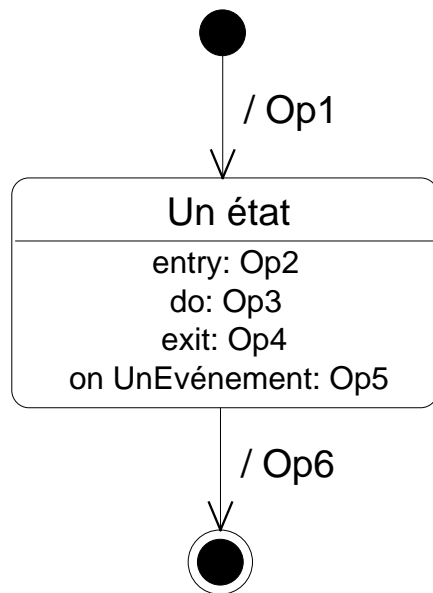 / Op1
Un état
entry: Op2
do: Op3
exit: Op4
on UnEvénement: Op5
/ Op6